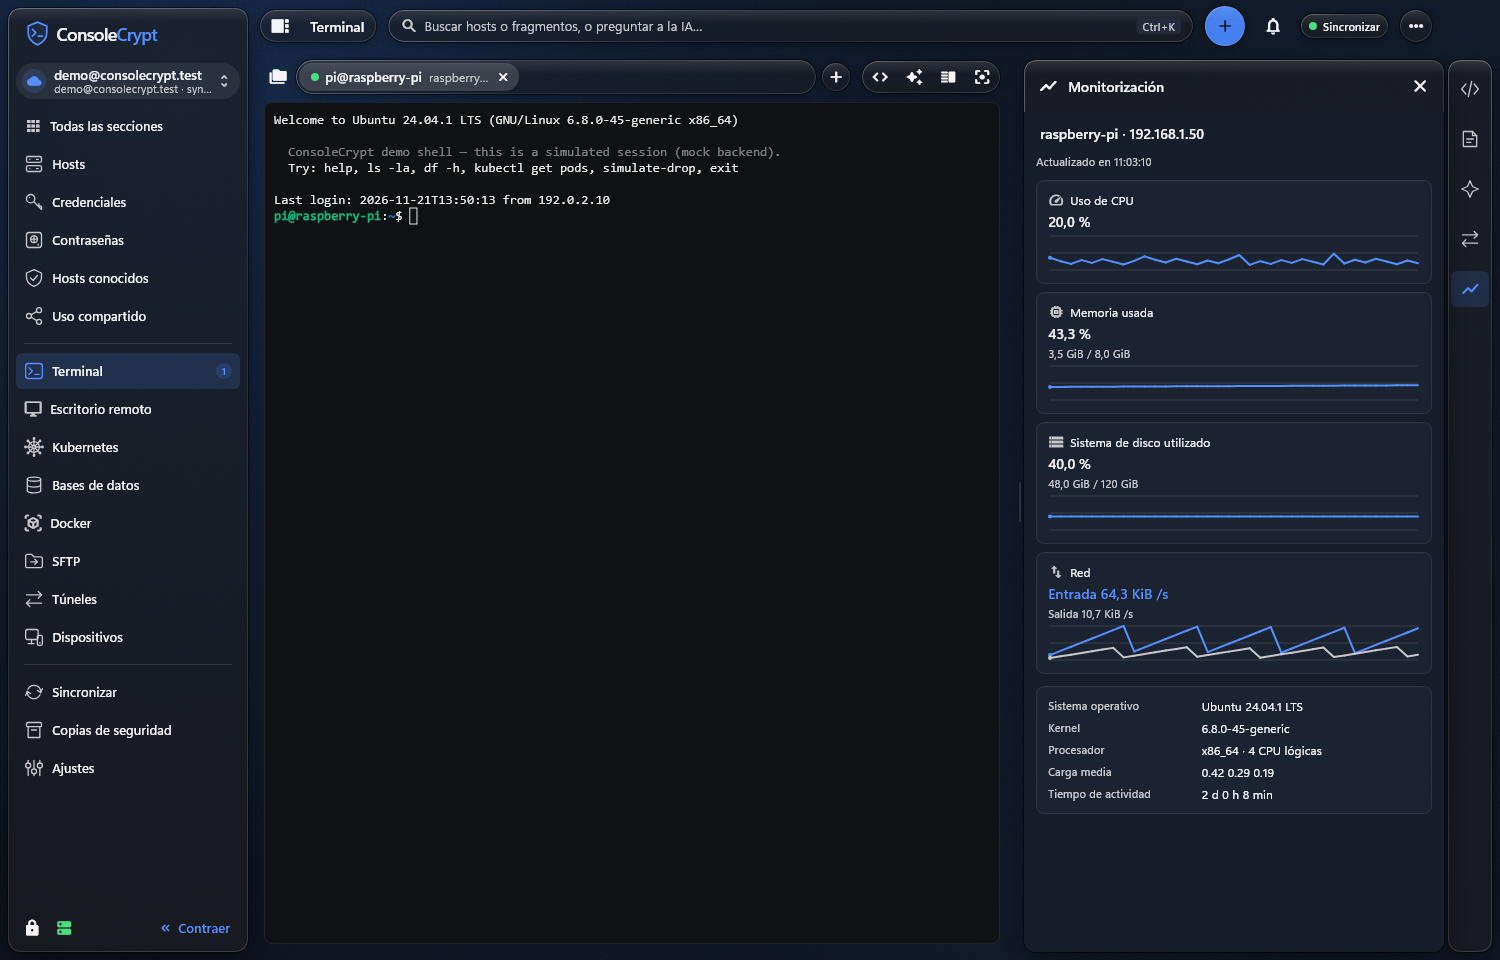 ConsoleCrypt
demo@consolecrypt.test
demo@consolecrypt.test · syn...
Todas las secciones
Hosts
Credenciales
Contraseñas
Hosts conocidos
Uso compartido
Terminal
1
Escritorio remoto
Kubernetes
Bases de datos
Docker
SFTP
Túneles
Dispositivos
Sincronizar
Copias de seguridad
Ajustes
« Contraer
Terminal
Buscar hosts o fragmentos, o preguntar a la IA...
Ctrl+K
Sincronizar
pi@raspberry-pi raspberry...
Welcome to Ubuntu 24.04.1 LTS (GNU/Linux 6.8.0-45-generic x86_64)
ConsoleCrypt demo shell — this is a simulated session (mock backend).
Try: help, ls -la, df -h, kubectl get pods, simulate-drop, exit
Last login: 2026-11-21T13:50:13 from 192.0.2.10
pi@raspberry-pi:~$
Monitorización
raspberry-pi · 192.168.1.50
Actualizado en 11:03:10
Uso de CPU
20,0 %
Memoria usada
43,3 %
3,5 GiB / 8,0 GiB
Sistema de disco utilizado
40,0 %
48,0 GiB / 120 GiB
Red
Entrada 64,3 KiB /s
Salida 10,7 KiB /s
Sistema operativo Ubuntu 24.04.1 LTS
Kernel 6.8.0-45-generic
Procesador x86_64 · 4 CPU lógicas
Carga media 0.42 0.29 0.19
Tiempo de actividad 2 d 0 h 8 min